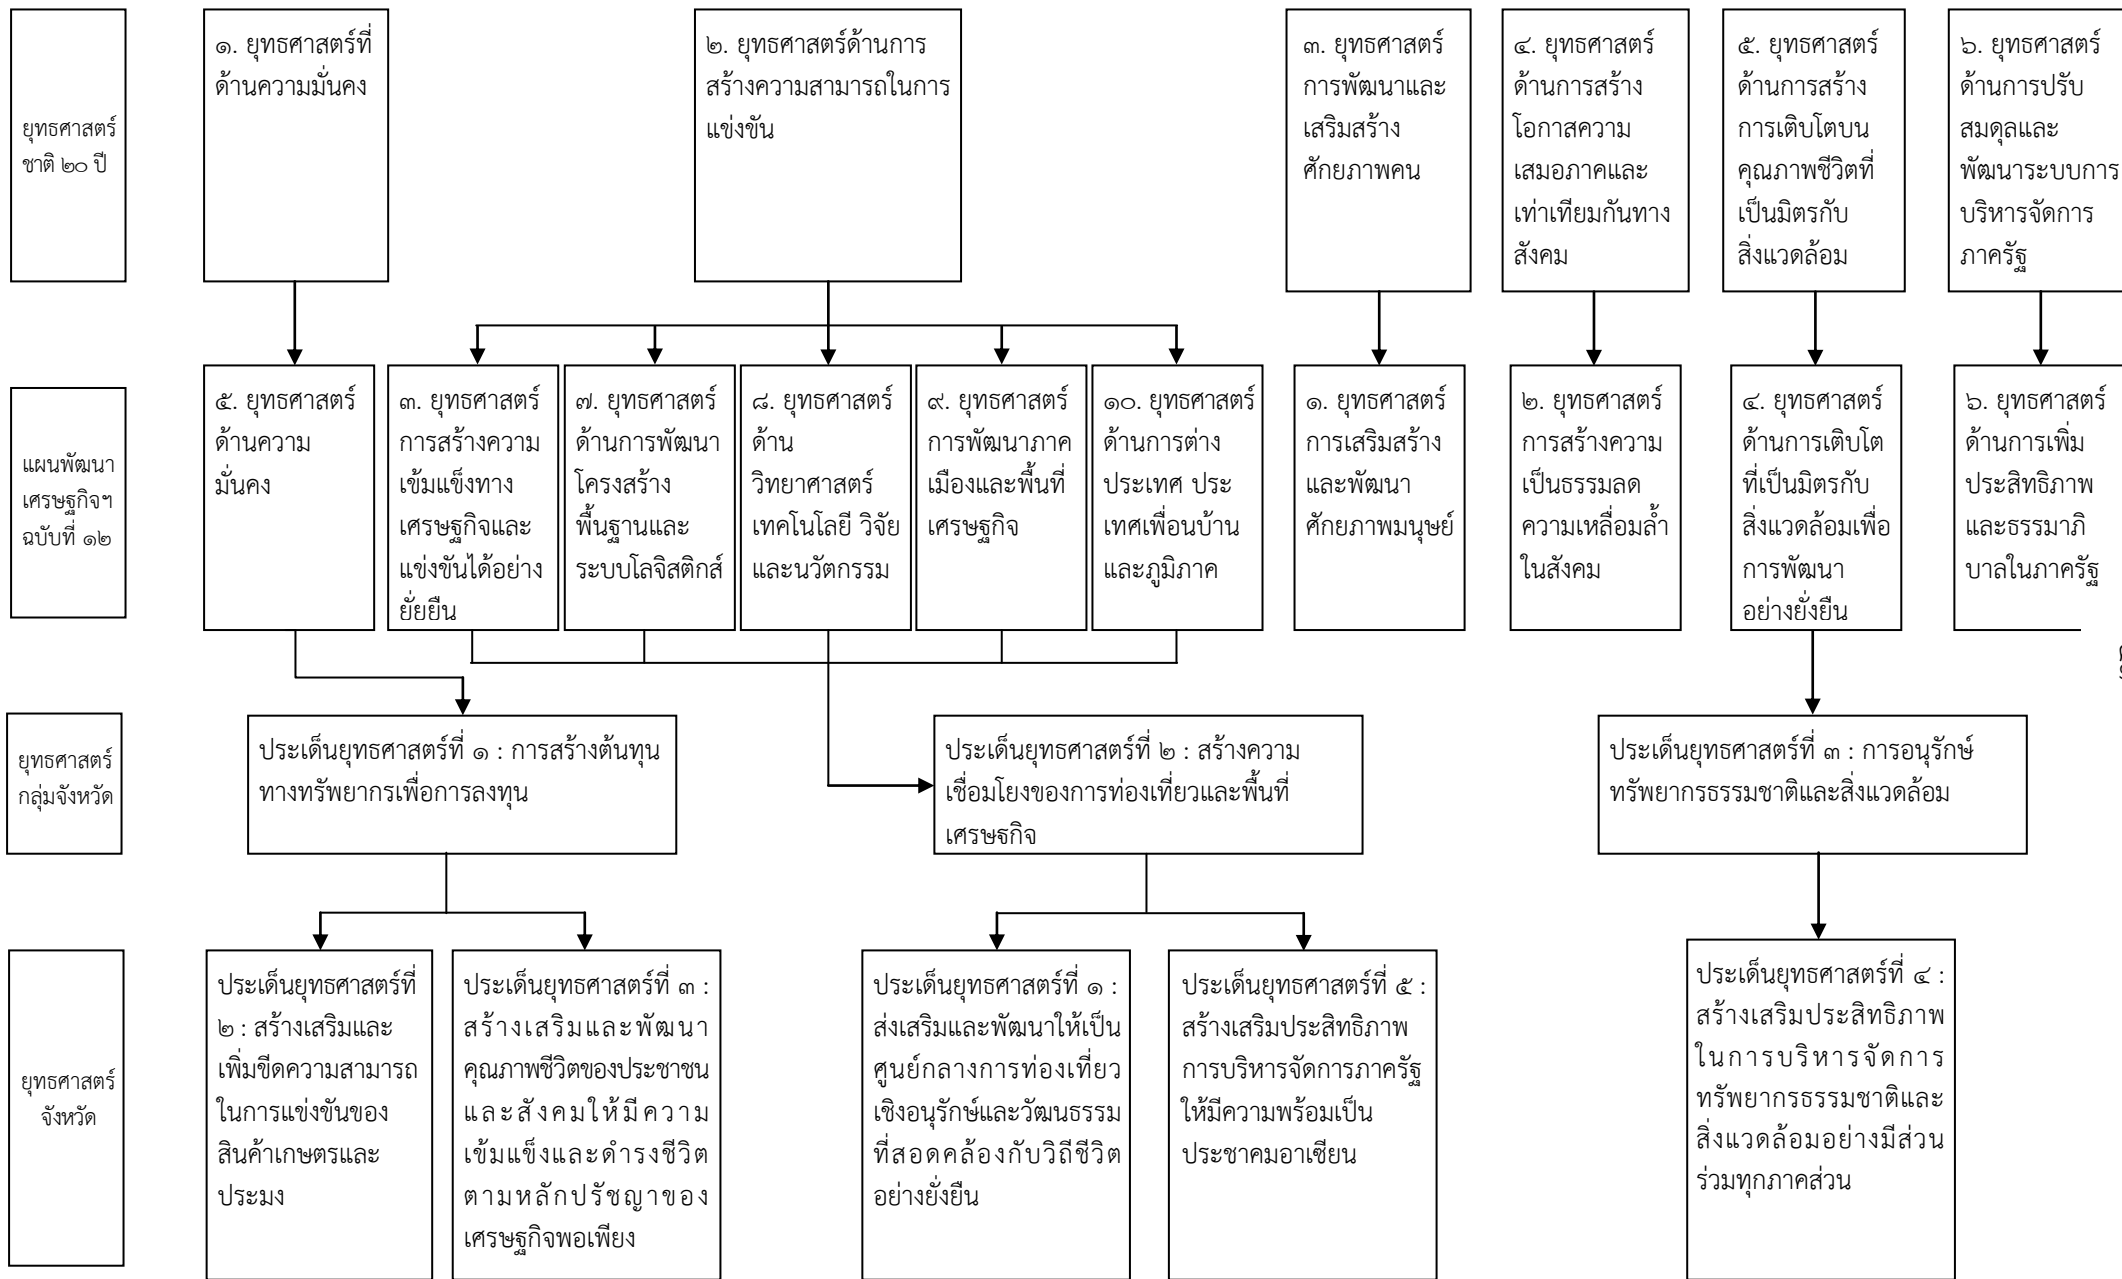 ยุทธศาสตร์
ชาติ ๒๐ ปี
๑. ยุทธศาสตร์ที่
ด้านความมั่นคง
๒. ยุทธศาสตร์ด้านการ
สร้างความสามารถในการ
แข่งขัน
๓. ยุทธศาสตร์
การพัฒนาและ
เสริมสร้าง
ศักยภาพคน
๔. ยุทธศาสตร์
ด้านการสร้าง
โอกาสความ
เสมอภาคและ
เท่าเทียมกันทาง
สังคม
๕. ยุทธศาสตร์
ด้านการสร้าง
การเติบโตบน
คุณภาพชีวิตที่
เป็นมิตรกับ
สิ่งแวดล้อม
๖. ยุทธศาสตร์
ด้านการปรับ
สมดุลและ
พัฒนาระบบการ
บริหารจัดการ
ภาครัฐ
แผนพัฒนา
เศรษฐกิจฯ
ฉบับที่ ๑๒
๕. ยุทธศาสตร์
ด้านความ
มั่นคง
๓. ยุทธศาสตร์
การสร้างความ
เข้มแข็งทาง
เศรษฐกิจและ
แข่งขันได้อย่าง
ยั่ยยืน
๗. ยุทธศาสตร์
ด้านการพัฒนา
โครงสร้าง
พื้นฐานและ
ระบบโลจิสติกส์
๘. ยุทธศาสตร์
ด้าน
วิทยาศาสตร์
เทคโนโลยี วิจัย
และนวัตกรรม
๙. ยุทธศาสตร์
การพัฒนาภาค
เมืองและพื้นที่
เศรษฐกิจ
๑๐. ยุทธศาสตร์
ด้านการต่าง
ประเทศ ประ
เทศเพื่อนบ้าน
และภูมิภาค
๑. ยุทธศาสตร์
การเสริมสร้าง
และพัฒนา
ศักยภาพมนุษย์
๒. ยุทธศาสตร์
การสร้างความ
เป็นธรรมลด
ความเหลื่อมล้ำ
ในสังคม
๔. ยุทธศาสตร์
ด้านการเติบโต
ที่เป็นมิตรกับ
สิ่งแวดล้อมเพื่อ
การพัฒนา
อย่างยั่งยืน
๖. ยุทธศาสตร์
ด้านการเพิ่ม
ประสิทธิภาพ
และธรรมาภิ
บาลในภาครัฐ
ยุทธศาสตร์
กลุ่มจังหวัด
ประเด็นยุทธศาสตร์ที่ ๑ : การสร้างต้นทุน
ทางทรัพยากรเพื่อการลงทุน
ประเด็นยุทธศาสตร์ที่ ๒ : สร้างความ
เชื่อมโยงของการท่องเที่ยวและพื้นที่
เศรษฐกิจ
ประเด็นยุทธศาสตร์ที่ ๓ : การอนุรักษ์
ทรัพยากรธรรมชาติและสิ่งแวดล้อม
ยุทธศาสตร์
จังหวัด
ประเด็นยุทธศาสตร์ที่
๒ : สร้างเสริมและ
เพิ่มขีดความสามารถ
ในการแข่งขันของ
สินค้าเกษตรและ
ประมง
ประเด็นยุทธศาสตร์ที่ ๓ :
สร้างเสริมและพัฒนา
คุณภาพชีวิตของประชาชน
และสังคมให้มีความ
เข้มแข็งและดำรงชีวิต
ตามหลักปรัชญาของ
เศรษฐกิจพอเพียง
ประเด็นยุทธศาสตร์ที่ ๑ :
ส่งเสริมและพัฒนาให้เป็น
ศูนย์กลางการท่องเที่ยว
เชิงอนุรักษ์และวัฒนธรรม
ที่สอดคล้องกับวิถีชีวิต
อย่างยั่งยืน
ประเด็นยุทธศาสตร์ที่ ๕ :
สร้างเสริมประสิทธิภาพ
การบริหารจัดการภาครัฐ
ให้มีความพร้อมเป็น
ประชาคมอาเซียน
ประเด็นยุทธศาสตร์ที่ ๔ :
สร้างเสริมประสิทธิภาพ
ในการบริหารจัดการ
ทรัพยากรธรรมชาติและ
สิ่งแวดล้อมอย่างมีส่วน
ร่วมทุกภาคส่วน